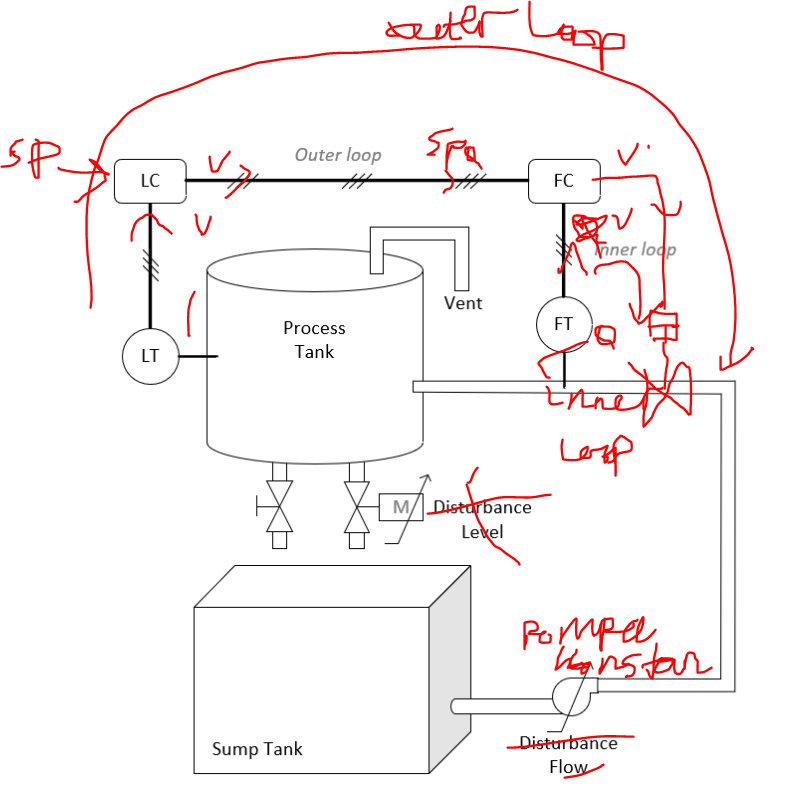 outer Loop
SP
V
Outer loop
SPQ
V.
LC
FC
V
V
Inner loop
Vent
Process
Tank
LT
FT
Q
Inner
Loop
M
Disturbance
Level
Pompa
Konstan
Sump Tank
Disturbance
Flow